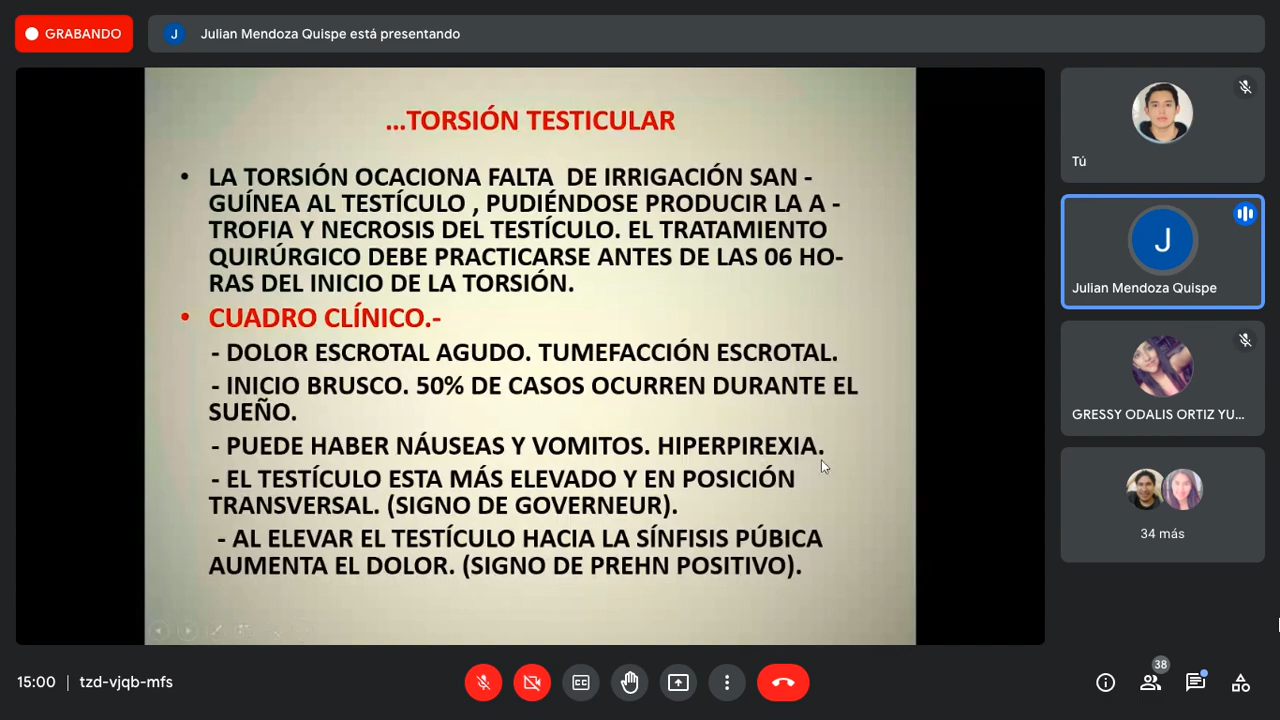 GRABANDO
J
Julian Mendoza Quispe está presentando
...TORSIÓN TESTICULAR
• LA TORSIÓN OCACIONA FALTA DE IRRIGACIÓN SAN -
GUÍNEA AL TESTÍCULO , PUDIÉNDOSE PRODUCIR LA A -
TROFIA Y NECROSIS DEL TESTÍCULO. EL TRATAMIENTO
QUIRÚRGICO DEBE PRACTICARSE ANTES DE LAS 06 HO-
RAS DEL INICIO DE LA TORSIÓN.
• CUADRO CLÍNICO.-
- DOLOR ESCROTAL AGUDO. TUMEFACCIÓN ESCROTAL.
- INICIO BRUSCO. 50% DE CASOS OCURREN DURANTE EL
SUEÑO.
- PUEDE HABER NÁUSEAS Y VOMITOS. HIPERPIREXIA.
- EL TESTÍCULO ESTA MÁS ELEVADO Y EN POSICIÓN
TRANSVERSAL. (SIGNO DE GOVERNEUR).
- AL ELEVAR EL TESTÍCULO HACIA LA SÍNFISIS PÚBICA
AUMENTA EL DOLOR. (SIGNO DE PREHN POSITIVO).
Tú
J
Julian Mendoza Quispe
GRESSY ODALIS ORTIZ YU...
34 más
15:00 | tzd-vjqb-mfs
CC
38